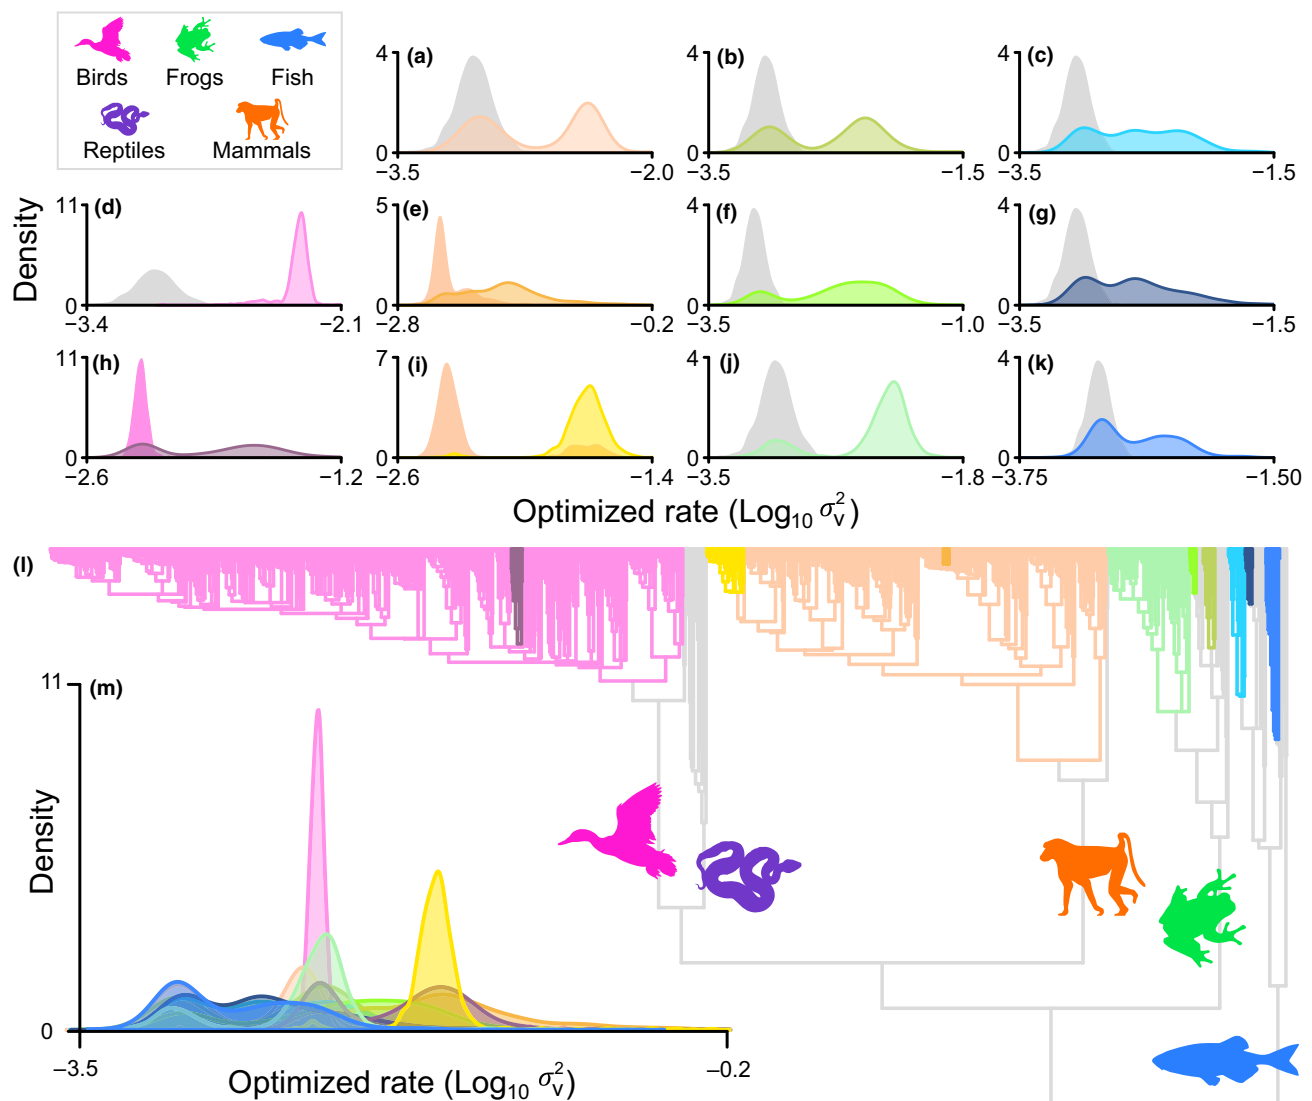 Birds Frogs Fish
Reptiles Mammals
Density
(a) 4 0 −3.5 −2.0
(b) 4 0 −3.5 −1.5
(c) 4 0 −3.5 −1.5
(d) 11 0 −3.4 −2.1
(e) 5 0 −2.8 −0.2
(f) 4 0 −3.5 −1.0
(g) 4 0 −3.5 −1.5
(h) 11 0 −2.6 −1.2
(i) 7 0 −2.6 −1.4
(j) 4 0 −3.5 −1.8
(k) 4 0 −3.75 −1.50
Optimized rate (Log₁₀ σ²ᵥ)
(l)
(m)
11
Density
0
−3.5 −0.2
Optimized rate (Log₁₀ σ²ᵥ)